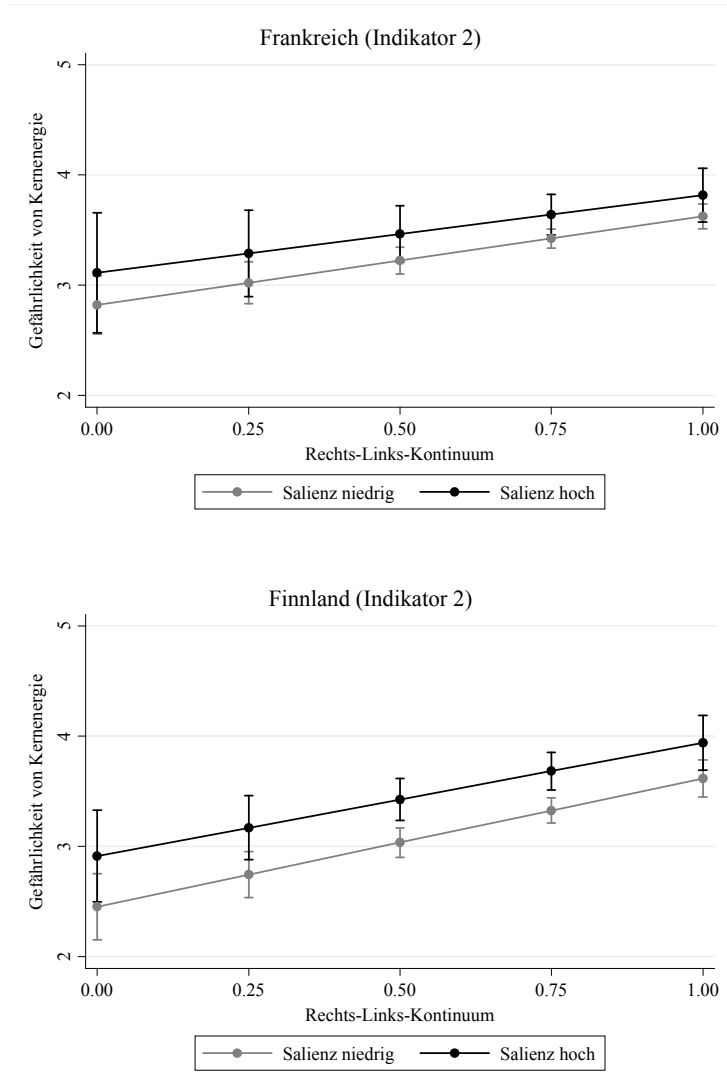 Frankreich (Indikator 2)
Gefährlichkeit von Kernenergie
5
4
3
2
0.00 0.25 0.50 0.75 1.00
Rechts-Links-Kontinuum
Salienz niedrig Salienz hoch
Finnland (Indikator 2)
Gefährlichkeit von Kernenergie
5
4
3
2
0.00 0.25 0.50 0.75 1.00
Rechts-Links-Kontinuum
Salienz niedrig Salienz hoch